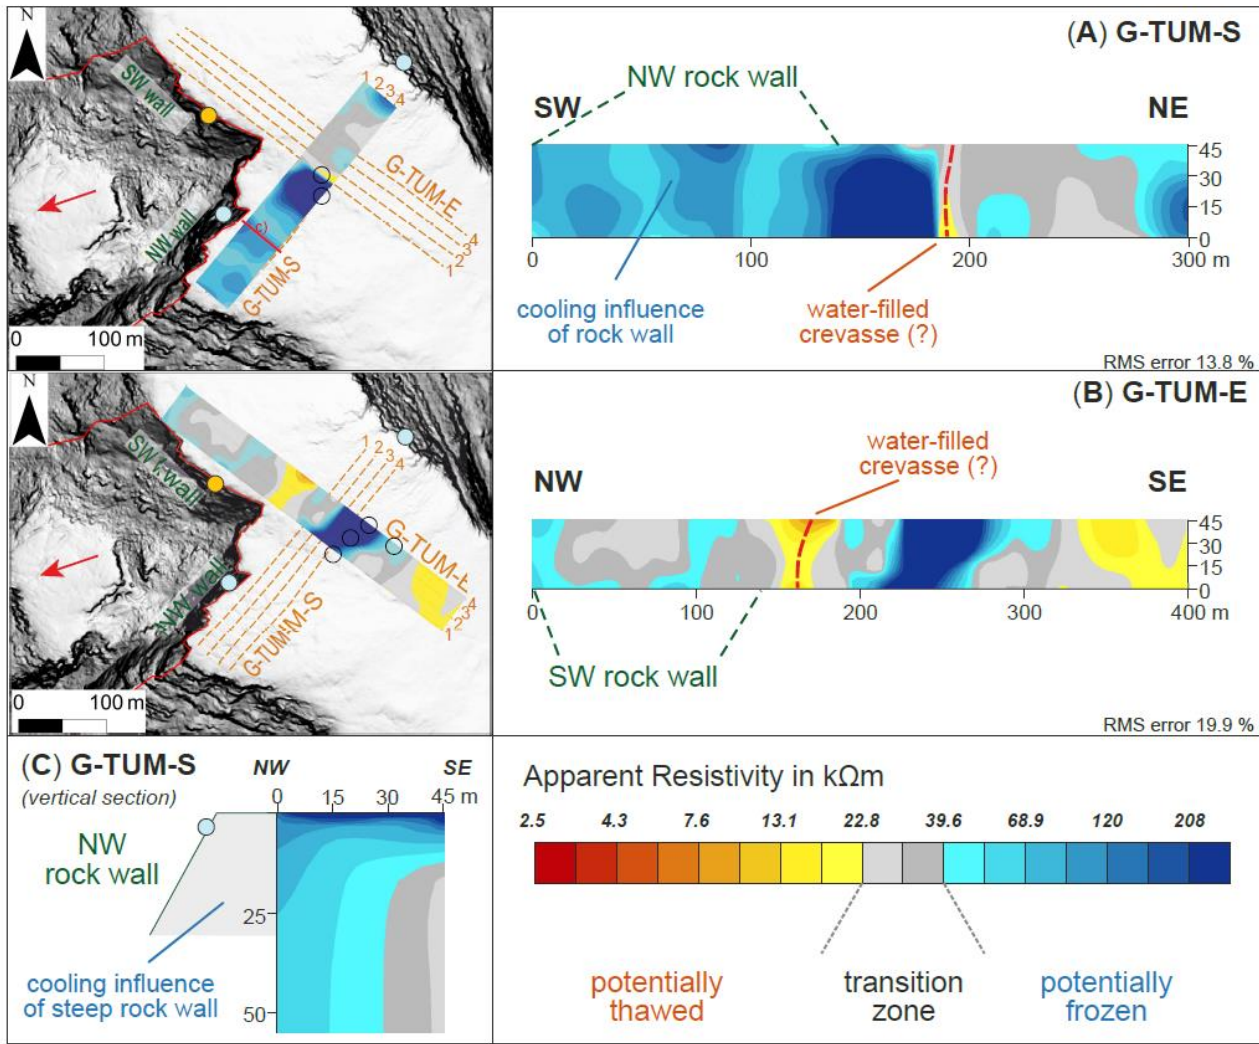 N
SW wall
NW wall
1 2 3 4
G-TUM-E
1 2 3 4
c)
G-TUM-S
0 100 m
(A) G-TUM-S
NW rock wall
SW
NE
45
30
15
0
0 100 200 300 m
cooling influence
of rock wall
water-filled
crevasse (?)
RMS error 13.8 %
N
1 2 3 4
G-TUM-E
1 2 3 4
0 100 m
(B) G-TUM-E
water-filled
crevasse (?)
NW
SE
45
30
15
0
0 100 200 300 400 m
SW rock wall
RMS error 19.9 %
(C) G-TUM-S
(vertical section)
NW
SE
0 15 30 45 m
NW
rock wall
25
50
cooling influence
of steep rock wall
Apparent Resistivity in kΩm
2.5 4.3 7.6 13.1 22.8 39.6 68.9 120 208
potentially
thawed
transition
zone
potentially
frozen